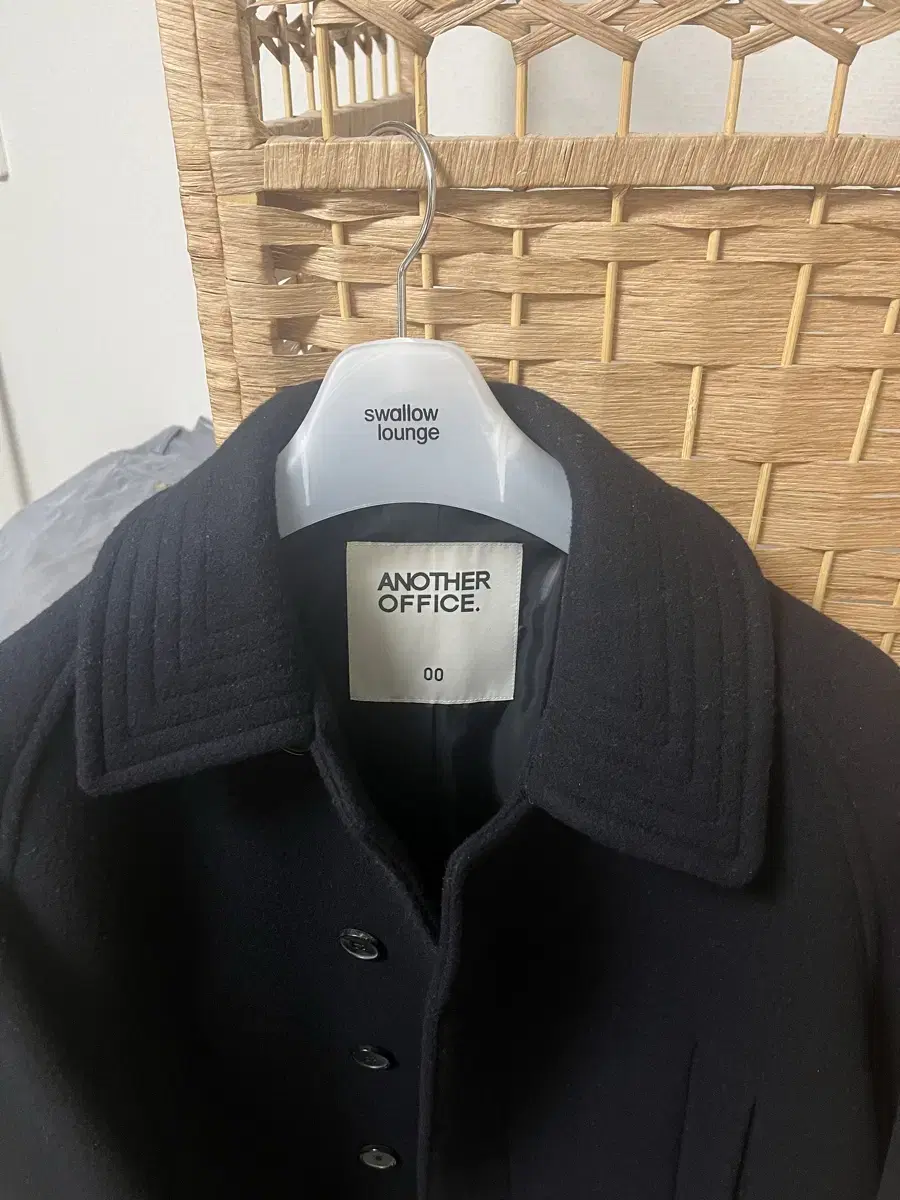 swallow
lounge
ANOTHER
OFFICE.
00